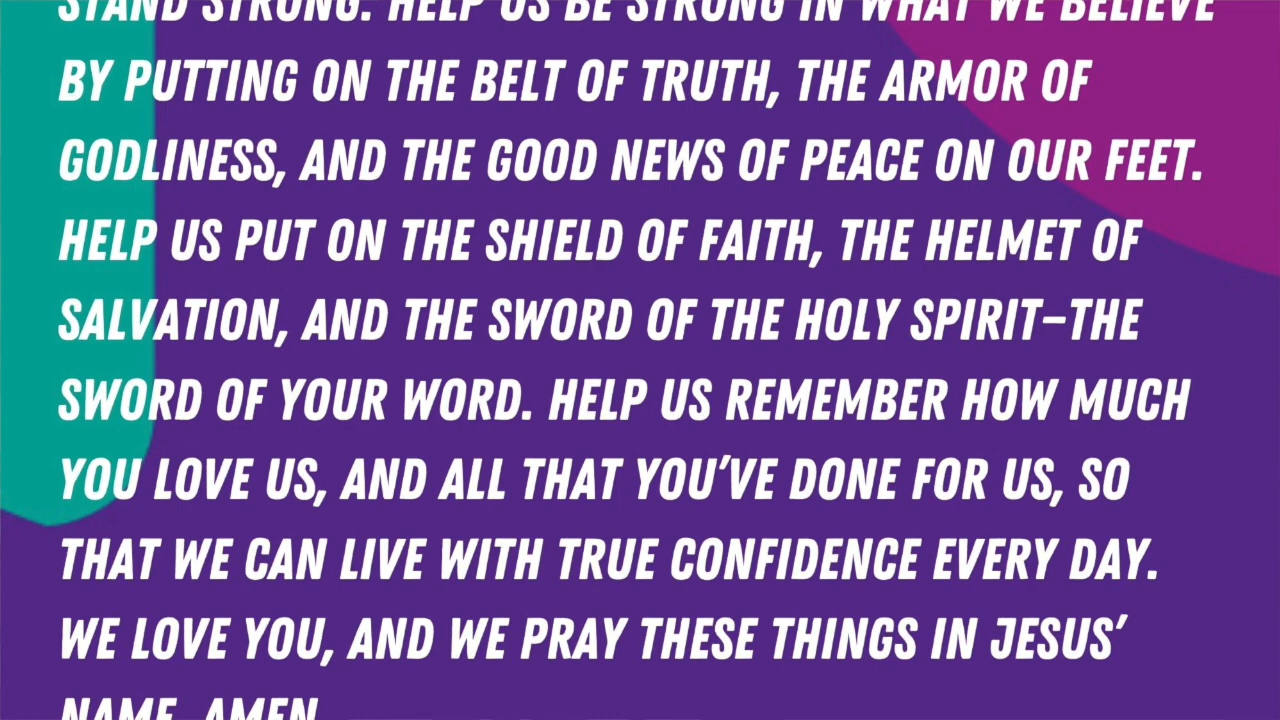 STAND STRONG. HELP US BE STRONG IN WHAT WE BELIEVE
BY PUTTING ON THE BELT OF TRUTH, THE ARMOR OF
GODLINESS, AND THE GOOD NEWS OF PEACE ON OUR FEET.
HELP US PUT ON THE SHIELD OF FAITH, THE HELMET OF
SALVATION, AND THE SWORD OF THE HOLY SPIRIT–THE
SWORD OF YOUR WORD. HELP US REMEMBER HOW MUCH
YOU LOVE US, AND ALL THAT YOU'VE DONE FOR US, SO
THAT WE CAN LIVE WITH TRUE CONFIDENCE EVERY DAY.
WE LOVE YOU, AND WE PRAY THESE THINGS IN JESUS'
NAME. AMEN.